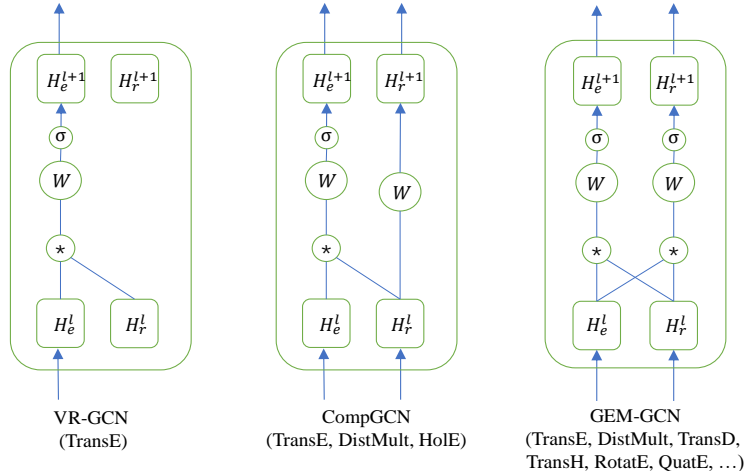 H_e^{l+1} H_r^{l+1} H_e^{l+1} H_r^{l+1} H_e^{l+1} H_r^{l+1}
σ σ σ σ
W W W W W
* * * *
H_e^l H_r^l H_e^l H_r^l H_e^l H_r^l
VR-GCN
(TransE)
CompGCN
(TransE, DistMult, HolE)
GEM-GCN
(TransE, DistMult, TransD,
TransH, RotatE, QuatE, …)